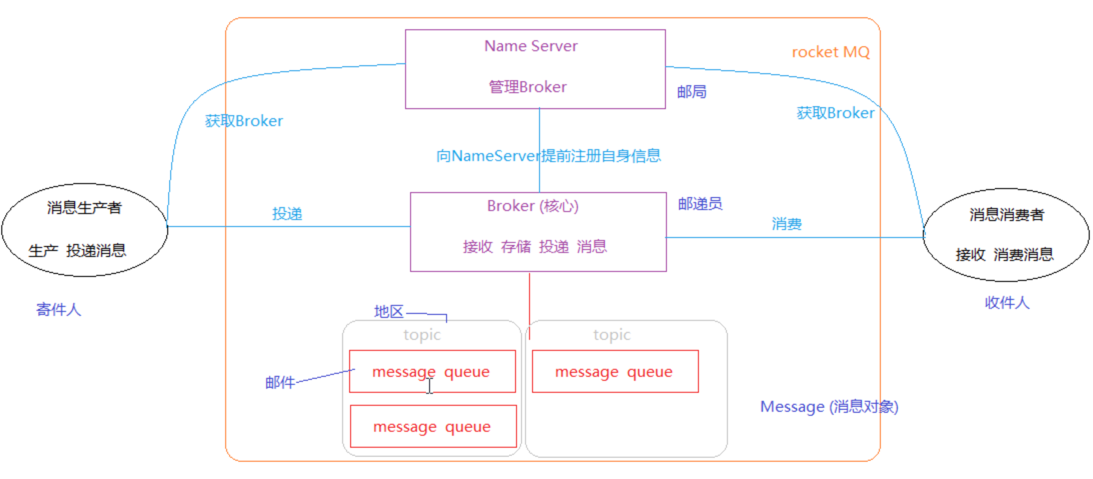 Name Server
rocket MQ
管理Broker
邮局
获取Broker
获取Broker
向NameServer提前注册自身信息
消息生产者
生产 投递消息
寄件人
投递
Broker (核心)
接收 存储 投递 消息
邮递员
消费
消息消费者
接收 消费消息
收件人
地区
topic
topic
邮件
message queue
message queue
message queue
Message (消息对象)